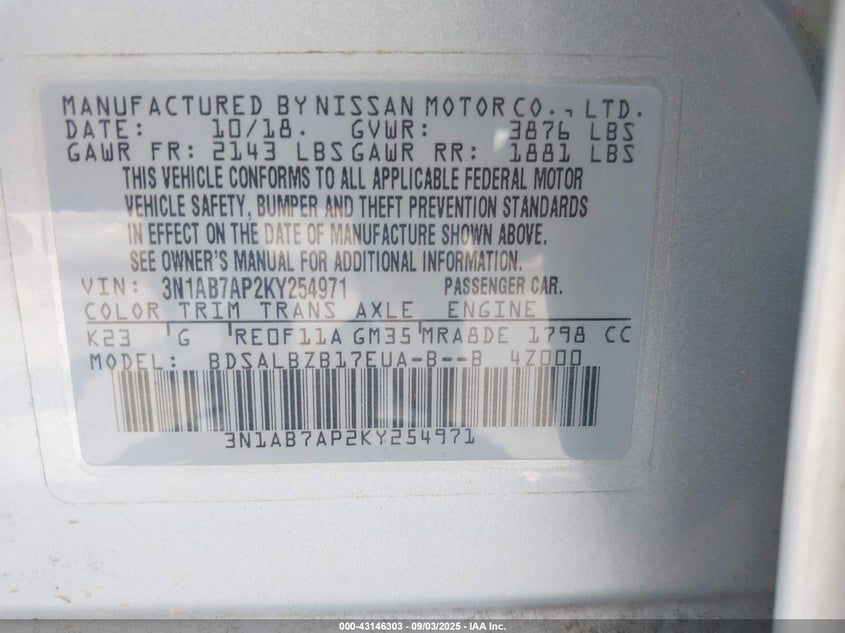 MANUFACTURED BY NISSAN MOTOR CO., LTD.
DATE: 10/18. GVWR: 3876 LBS
GAWR FR: 2143 LBS GAWR RR: 1881 LBS
THIS VEHICLE CONFORMS TO ALL APPLICABLE FEDERAL MOTOR
VEHICLE SAFETY, BUMPER AND THEFT PREVENTION STANDARDS
IN EFFECT ON THE DATE OF MANUFACTURE SHOWN ABOVE.
SEE OWNER'S MANUAL FOR ADDITIONAL INFORMATION.
VIN: 3N1AB7AP2KY254971 PASSENGER CAR.
COLOR TRIM TRANS AXLE ENGINE
K23 G RE0F11A GM35 MRA8DE 1798 CC
MODEL: BDSALBZB17EUA-B--B 4Z000
3N1AB7AP2KY254971
000-43146303 - 09/03/2025 - IAA Inc.